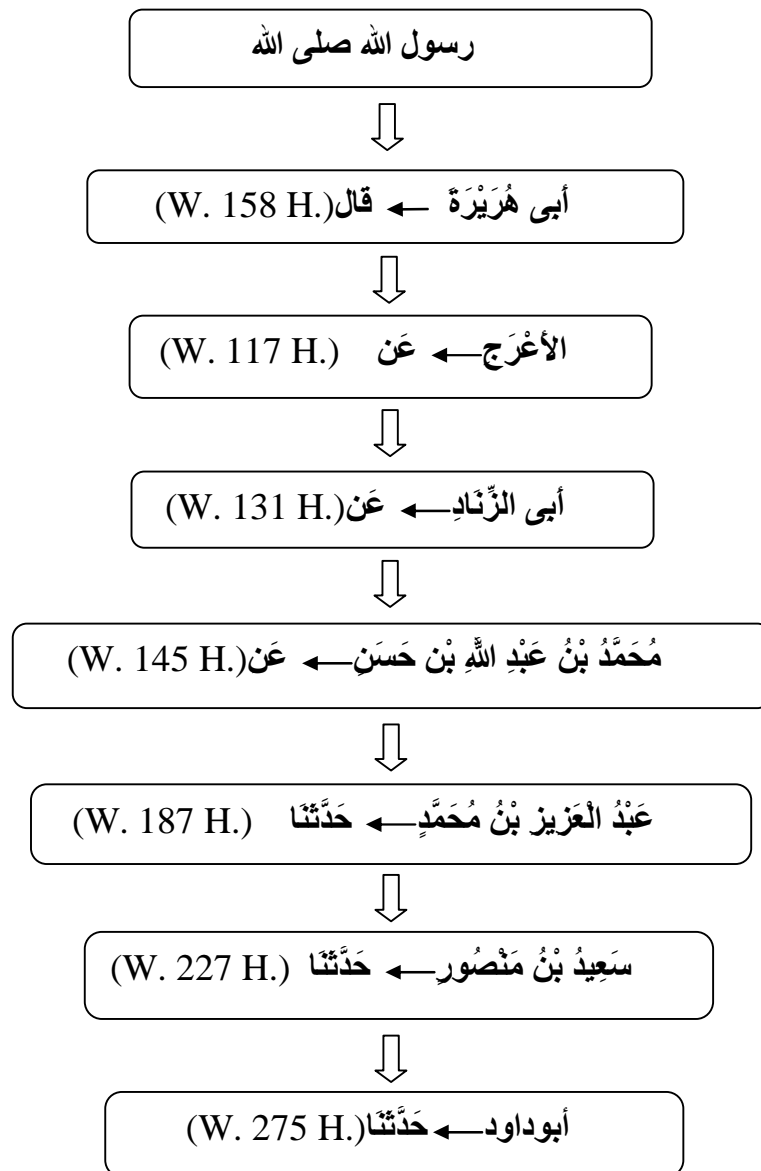 رسول الله صلى الله
أبى هُرَيْرَةَ ← قال(W. 158 H.)
الأعْرَج← عَن (W. 117 H.)
أبى الزِّنَادِ← عَن(W. 131 H.)
مُحَمَّدُ بْنُ عَبْدِ اللَّهِ بْن حَسَنِ← عَن(W. 145 H.)
عَبْدُ الْعَزِيز بْنُ مُحَمَّدٍ← حَدَّثَنَا (W. 187 H.)
سَعِيدُ بْنُ مَنْصُورٍ← حَدَّثَنَا (W. 227 H.)
أبوداود←حَدَّثَنَا(W. 275 H.)